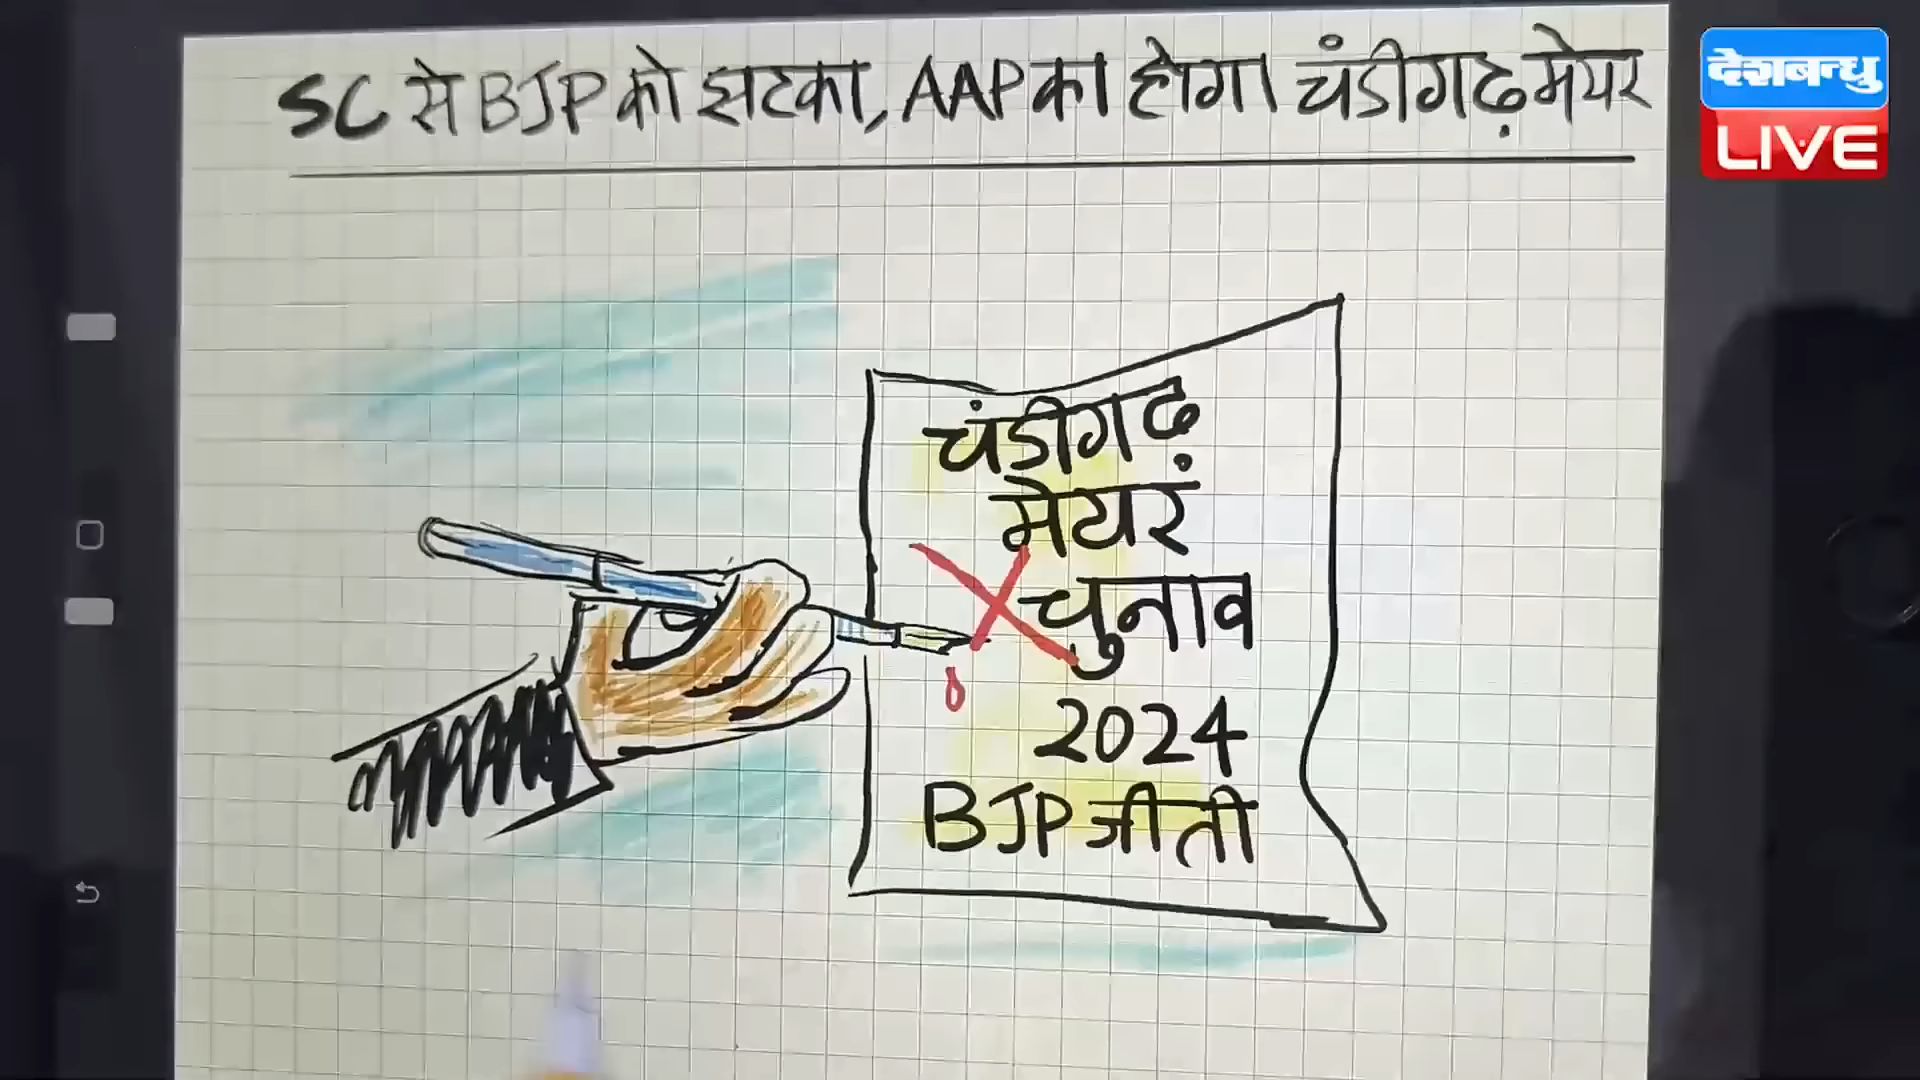 SC से BJP को झटका, AAP का होगा चंडीगढ़ मेयर
देशबन्धु
LIVE
चंडीगढ़
मेयर
चुनाव
2024
BJP जीती